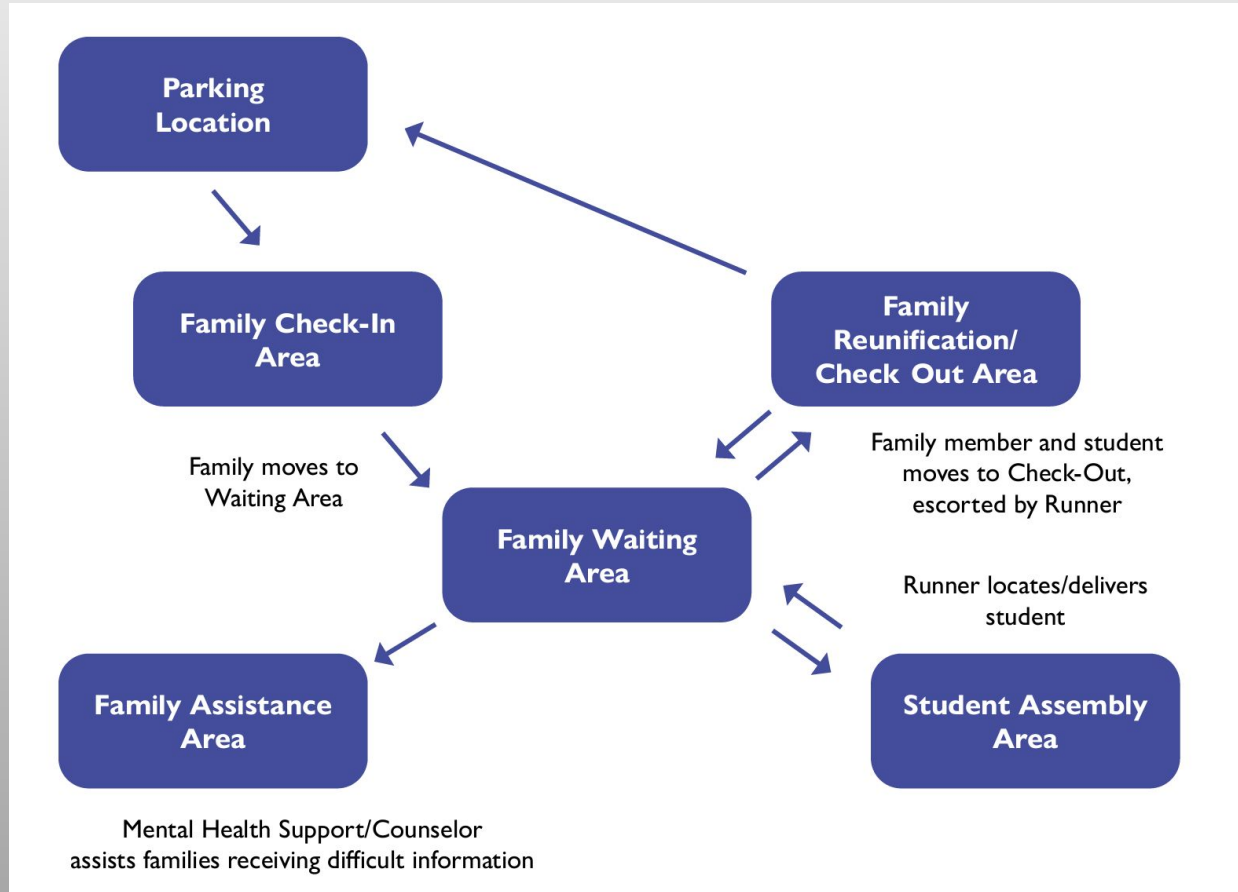 Parking
Location
Family Check-In
Area
Family
Reunification/
Check Out Area
Family moves to
Waiting Area
Family member and student
moves to Check-Out,
escorted by Runner
Family Waiting
Area
Runner locates/delivers
student
Family Assistance
Area
Student Assembly
Area
Mental Health Support/Counselor
assists families receiving difficult information